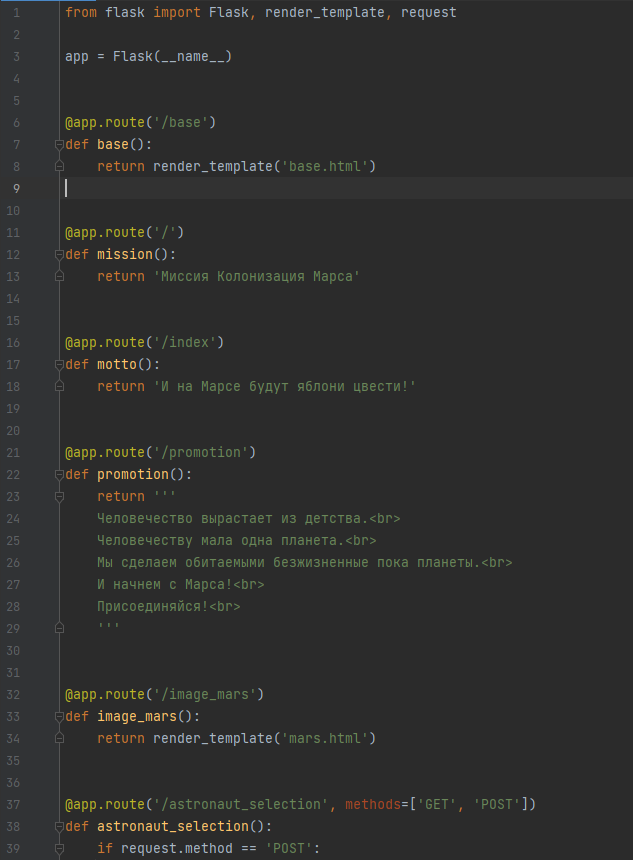 1 from flask import Flask, render_template, request
2
3 app = Flask(__name__)
4
5
6 @app.route('/base')
7 def base():
8     return render_template('base.html')
9
10
11 @app.route('/')
12 def mission():
13     return 'Миссия Колонизация Марса'
14
15
16 @app.route('/index')
17 def motto():
18     return 'И на Марсе будут яблони цвести!'
19
20
21 @app.route('/promotion')
22 def promotion():
23     return '''
24     Человечество вырастает из детства.<br>
25     Человечеству мала одна планета.<br>
26     Мы сделаем обитаемыми безжизненные пока планеты.<br>
27     И начнем с Марса!<br>
28     Присоединяйся!<br>
29     '''
30
31
32 @app.route('/image_mars')
33 def image_mars():
34     return render_template('mars.html')
35
36
37 @app.route('/astronaut_selection', methods=['GET', 'POST'])
38 def astronaut_selection():
39     if request.method == 'POST':